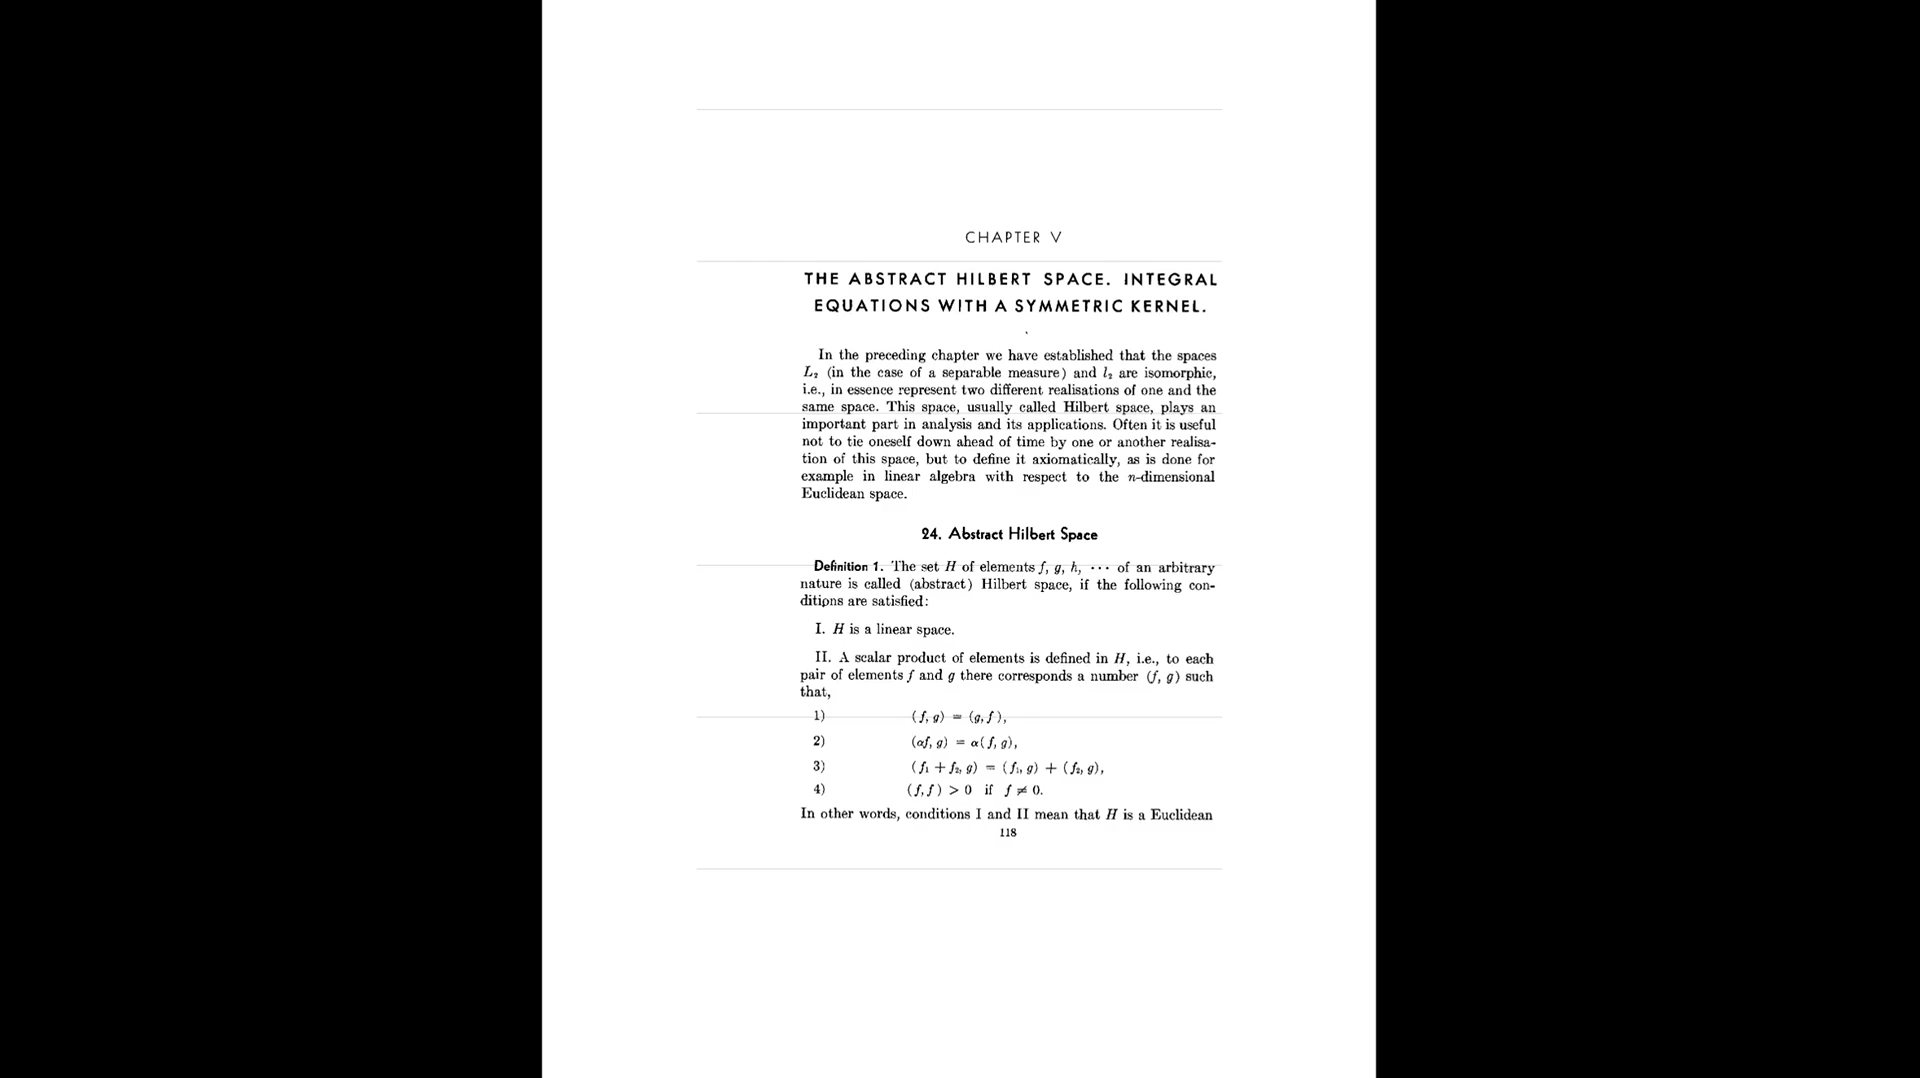 CHAPTER V
THE ABSTRACT HILBERT SPACE. INTEGRAL
EQUATIONS WITH A SYMMETRIC KERNEL.
In the preceding chapter we have established that the spaces
L₂ (in the case of a separable measure) and l₂ are isomorphic,
i.e., in essence represent two different realisations of one and the
same space. This space, usually called Hilbert space, plays an
important part in analysis and its applications. Often it is useful
not to tie oneself down ahead of time by one or another realisa-
tion of this space, but to define it axiomatically, as is done for
example in linear algebra with respect to the n-dimensional
Euclidean space.
24. Abstract Hilbert Space
Definition 1. The set H of elements f, g, h, ··· of an arbitrary
nature is called (abstract) Hilbert space, if the following con-
ditions are satisfied:
I. H is a linear space.
II. A scalar product of elements is defined in H, i.e., to each
pair of elements f and g there corresponds a number (f, g) such
that,
1) (f, g) = (g, f),
2) (αf, g) = α(f, g),
3) (f₁ + f₂, g) = (f₁, g) + (f₂, g),
4) (f, f) > 0 if f ≠ 0.
In other words, conditions I and II mean that H is a Euclidean
118